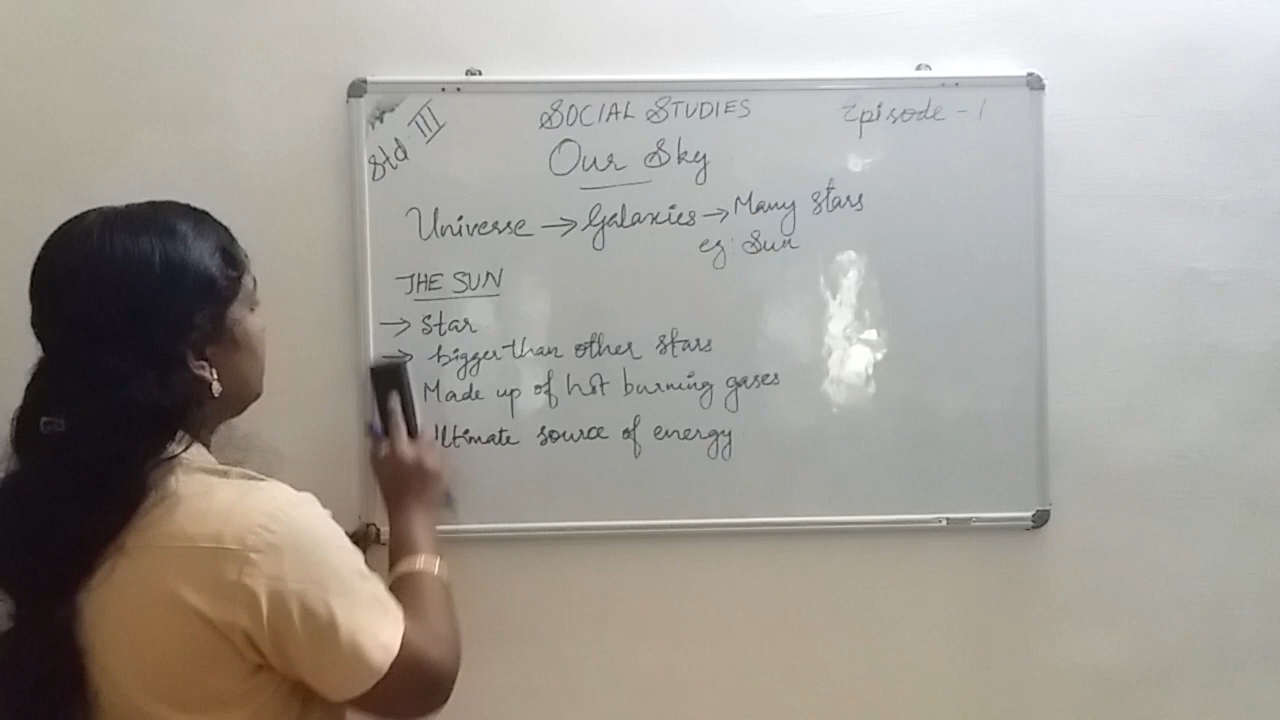 Std. III
SOCIAL STUDIES
Episode - 1
Our Sky
Universe → Galaxies → Many stars
eg: Sun
THE SUN
→ Star
→ bigger than other stars
Made up of hot burning gases
Ultimate source of energy